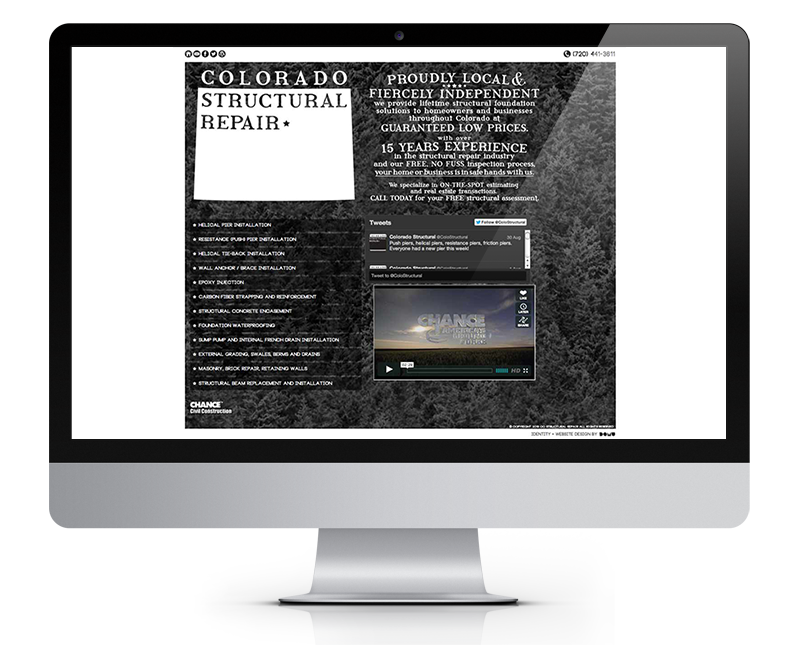 (720) 441-3811
COLORADO
STRUCTURAL
REPAIR★
PROUDLY LOCAL &
FIERCELY INDEPENDENT
we provide lifetime structural foundation
solutions to homeowners and businesses
throughout Colorado at
GUARANTEED LOW PRICES.
with over
15 YEARS EXPERIENCE
in the structural repair industry
and our FREE, NO FUSS inspection process,
your home or business is in safe hands with us.
We specialize in ON-THE-SPOT estimating
and real estate transactions.
CALL TODAY for your FREE structural assessment.
★ HELICAL PIER INSTALLATION
★ RESISTANCE (PUSH) PIER INSTALLATION
★ HELICAL TIE-BACK INSTALLATION
★ WALL ANCHOR / BRACE INSTALLATION
★ EPOXY INJECTION
★ CARBON FIBER STRAPPING AND REINFORCEMENT
★ STRUCTURAL CONCRETE ENCASEMENT
★ FOUNDATION WATERPROOFING
★ SUMP PUMP AND INTERNAL FRENCH DRAIN INSTALLATION
★ EXTERNAL GRADING, SWALES, BERMS AND DRAINS
★ MASONRY, BRICK REPAIR, RETAINING WALLS
★ STRUCTURAL BEAM REPLACEMENT AND INSTALLATION
CHANCE
Civil Construction
Tweets
Follow @ColoStructural
Colorado Structural @ColoStructural 30 Aug
Push piers, helical piers, resistance piers, friction piers.
Everyone had a new pier this week!
Colorado Structural @ColoStructural
Tweet to @ColoStructural
CHANCE
LIKE
LATER
SHARE
HD
IDENTITY + WEBSITE DESIGN BY